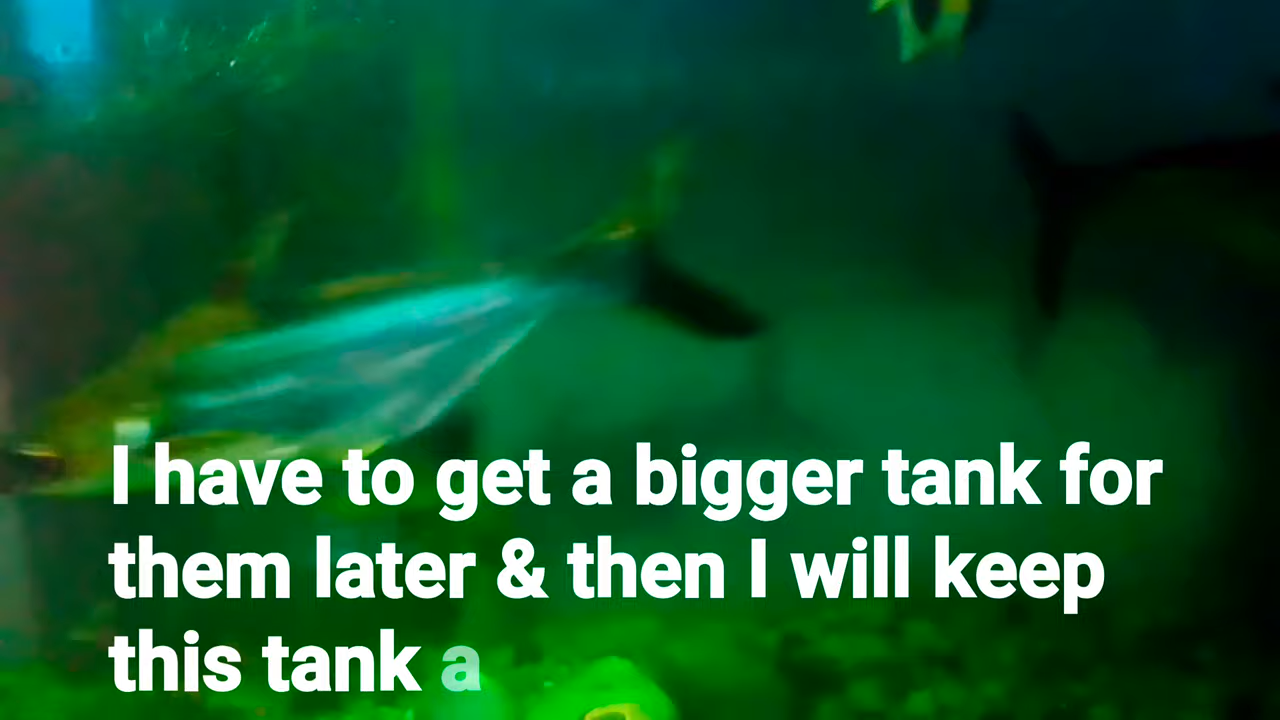 I have to get a bigger tank for
them later & then I will keep
this tank a